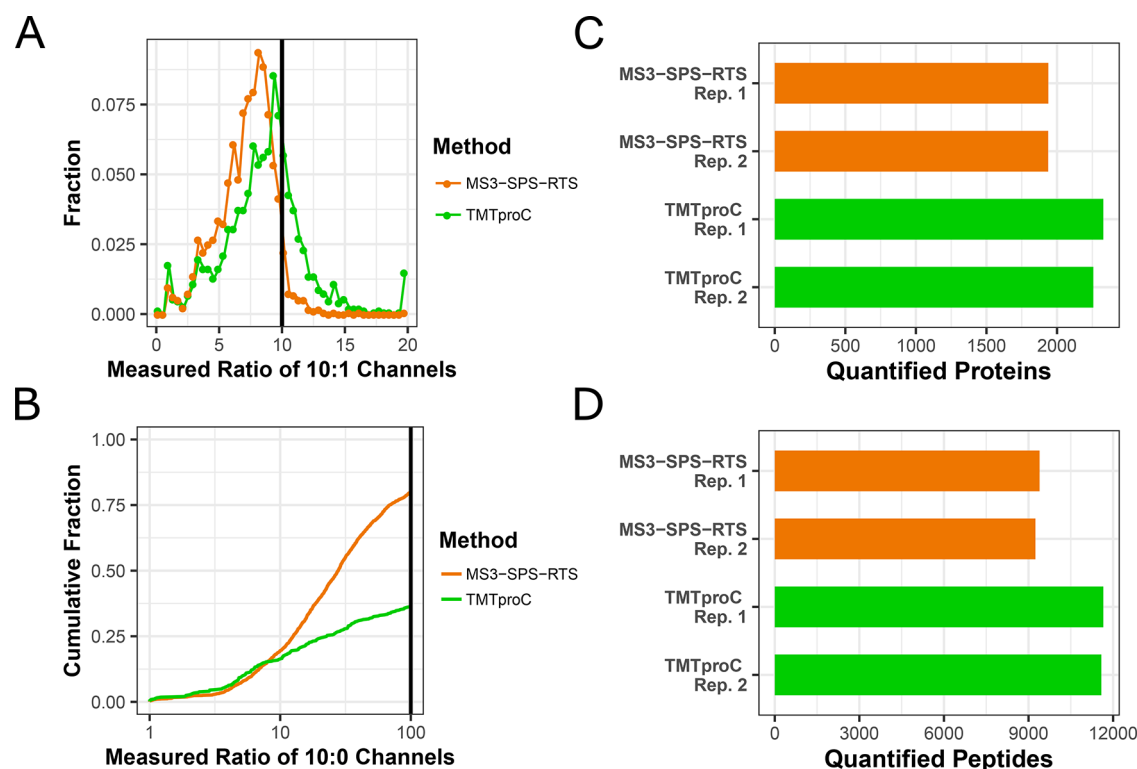 A
0.075
0.050
0.025
0.000
Fraction
0
5
10
15
20
Measured Ratio of 10:1 Channels
Method
MS3−SPS−RTS
TMTproC
B
1.00
0.75
0.50
0.25
0.00
Cumulative Fraction
1
10
100
Measured Ratio of 10:0 Channels
Method
MS3−SPS−RTS
TMTproC
C
MS3−SPS−RTS
Rep. 1
MS3−SPS−RTS
Rep. 2
TMTproC
Rep. 1
TMTproC
Rep. 2
0
500
1000
1500
2000
Quantified Proteins
D
MS3−SPS−RTS
Rep. 1
MS3−SPS−RTS
Rep. 2
TMTproC
Rep. 1
TMTproC
Rep. 2
0
3000
6000
9000
12000
Quantified Peptides